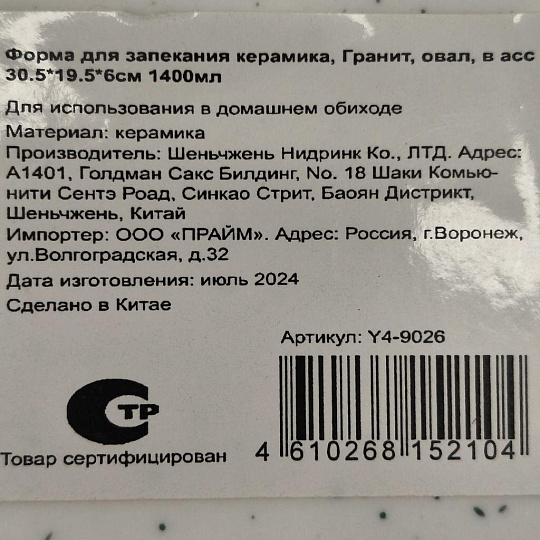 Форма для запекания керамика, Гранит, овал, в асс
30.5*19.5*6см 1400мл
Для использования в домашнем обиходе
Материал: керамика
Производитель: Шеньчжень Нидринк Ко., ЛТД. Адрес:
А1401, Голдман Сакс Билдинг, No. 18 Шаки Комью-
нити Сентэ Роад, Синкао Стрит, Баоян Дистрикт,
Шеньчжень, Китай
Импортер: ООО «ПРАЙМ». Адрес: Россия, г.Воронеж,
ул.Волгоградская, д.32
Дата изготовления: июль 2024
Сделано в Китае
Артикул: Y4-9026
СТР
Товар сертифицирован
4 610268 152104